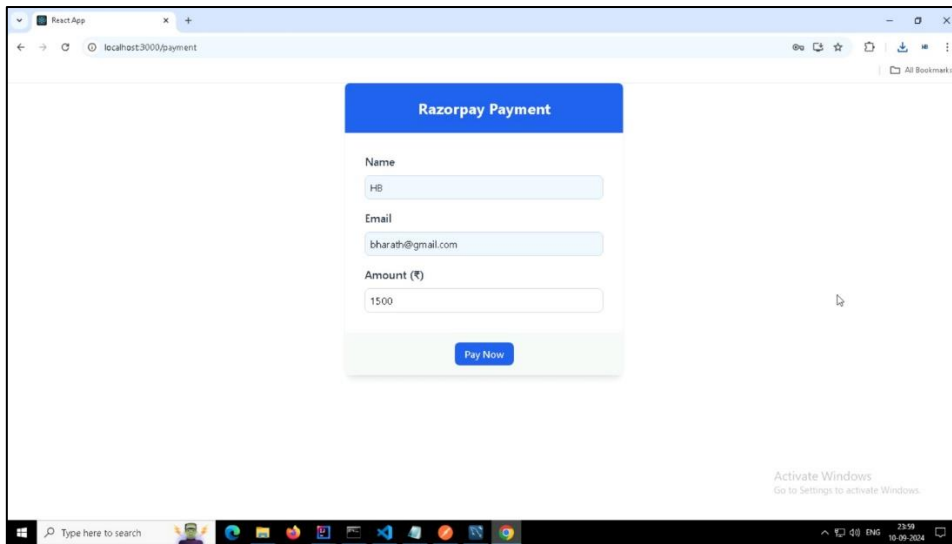 React App
localhost:3000/payment
All Bookmarks
Razorpay Payment
Name
HB
Email
bharath@gmail.com
Amount (₹)
1500
Pay Now
Activate Windows
Go to Settings to activate Windows.
Type here to search
ENG
23:59
10-09-2024